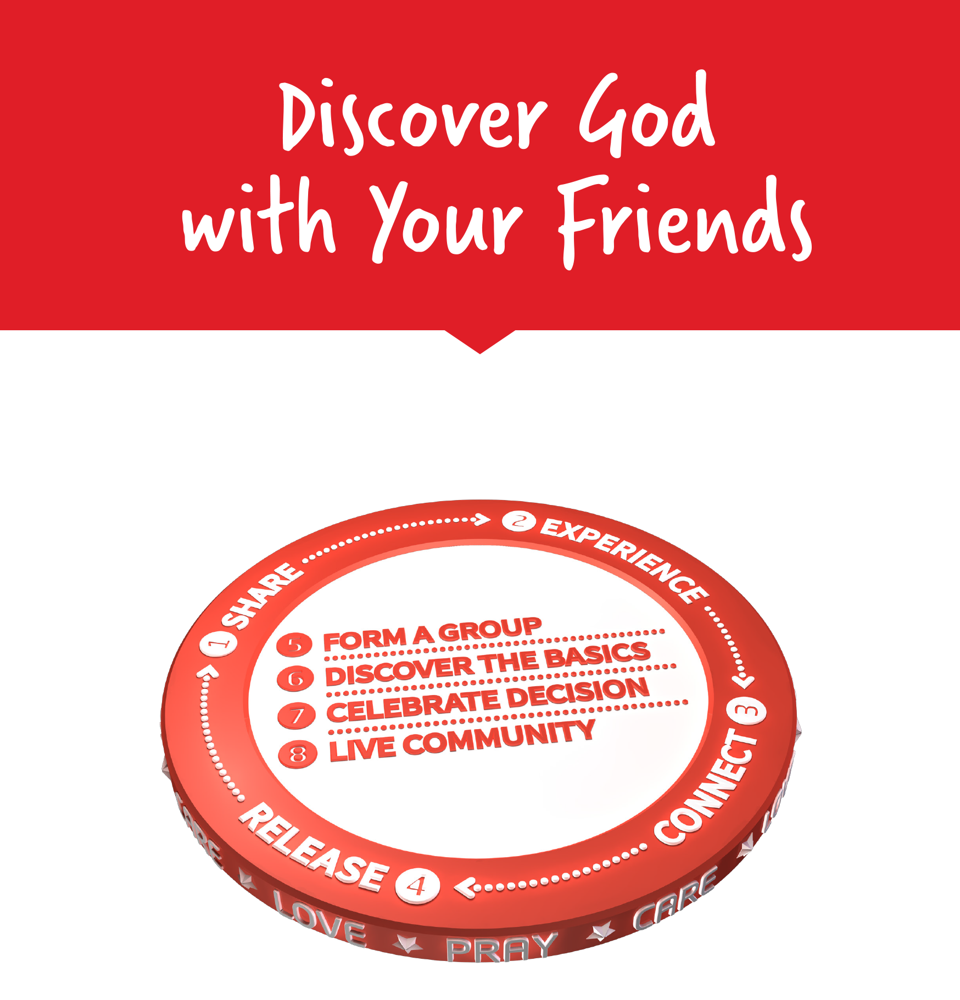 Discover God
with Your Friends
1 SHARE
2 EXPERIENCE
3 CONNECT
4 RELEASE
5 FORM A GROUP
6 DISCOVER THE BASICS
7 CELEBRATE DECISION
8 LIVE COMMUNITY
CARE LOVE PRAY CARE